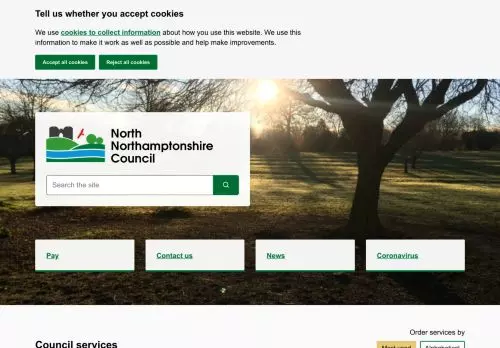 Tell us whether you accept cookies
We use cookies to collect information about how you use this website. We use this
information to make it work as well as possible and help make improvements.
Accept all cookies Reject all cookies
North
Northamptonshire
Council
Search the site
Pay Contact us News Coronavirus
Order services by
Council services
Most used Alphabetical